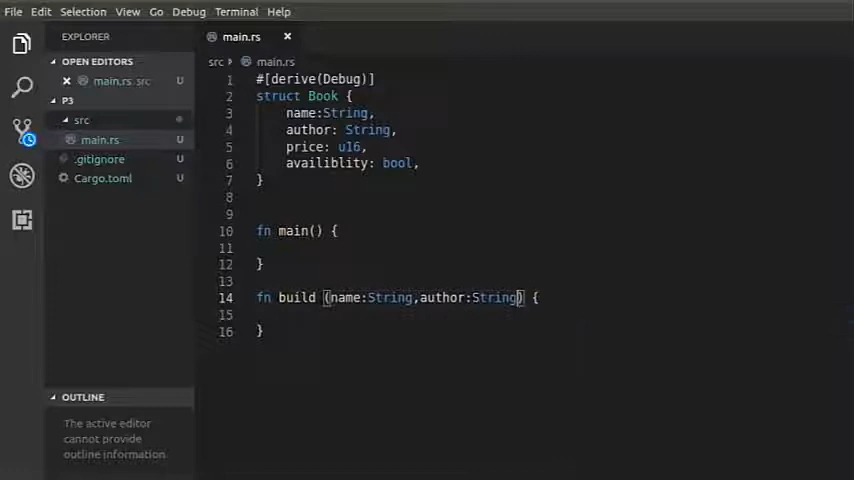 File Edit Selection View Go Debug Terminal Help
EXPLORER
OPEN EDITORS
main.rs src U
P3
src
main.rs U
.gitignore U
Cargo.toml U
OUTLINE
The active editor
cannot provide
outline information
main.rs
src main.rs
1 #[derive(Debug)]
2 struct Book {
3 name:String,
4 author: String,
5 price: u16,
6 availiblity: bool,
7 }
8
9
10 fn main() {
11
12 }
13
14 fn build (name:String,author:String) {
15
16 }